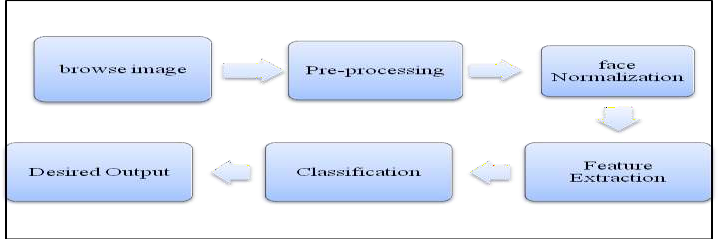 browse image
Pre-processing
face
Normalization
Feature
Extraction
Classification
Desired Output